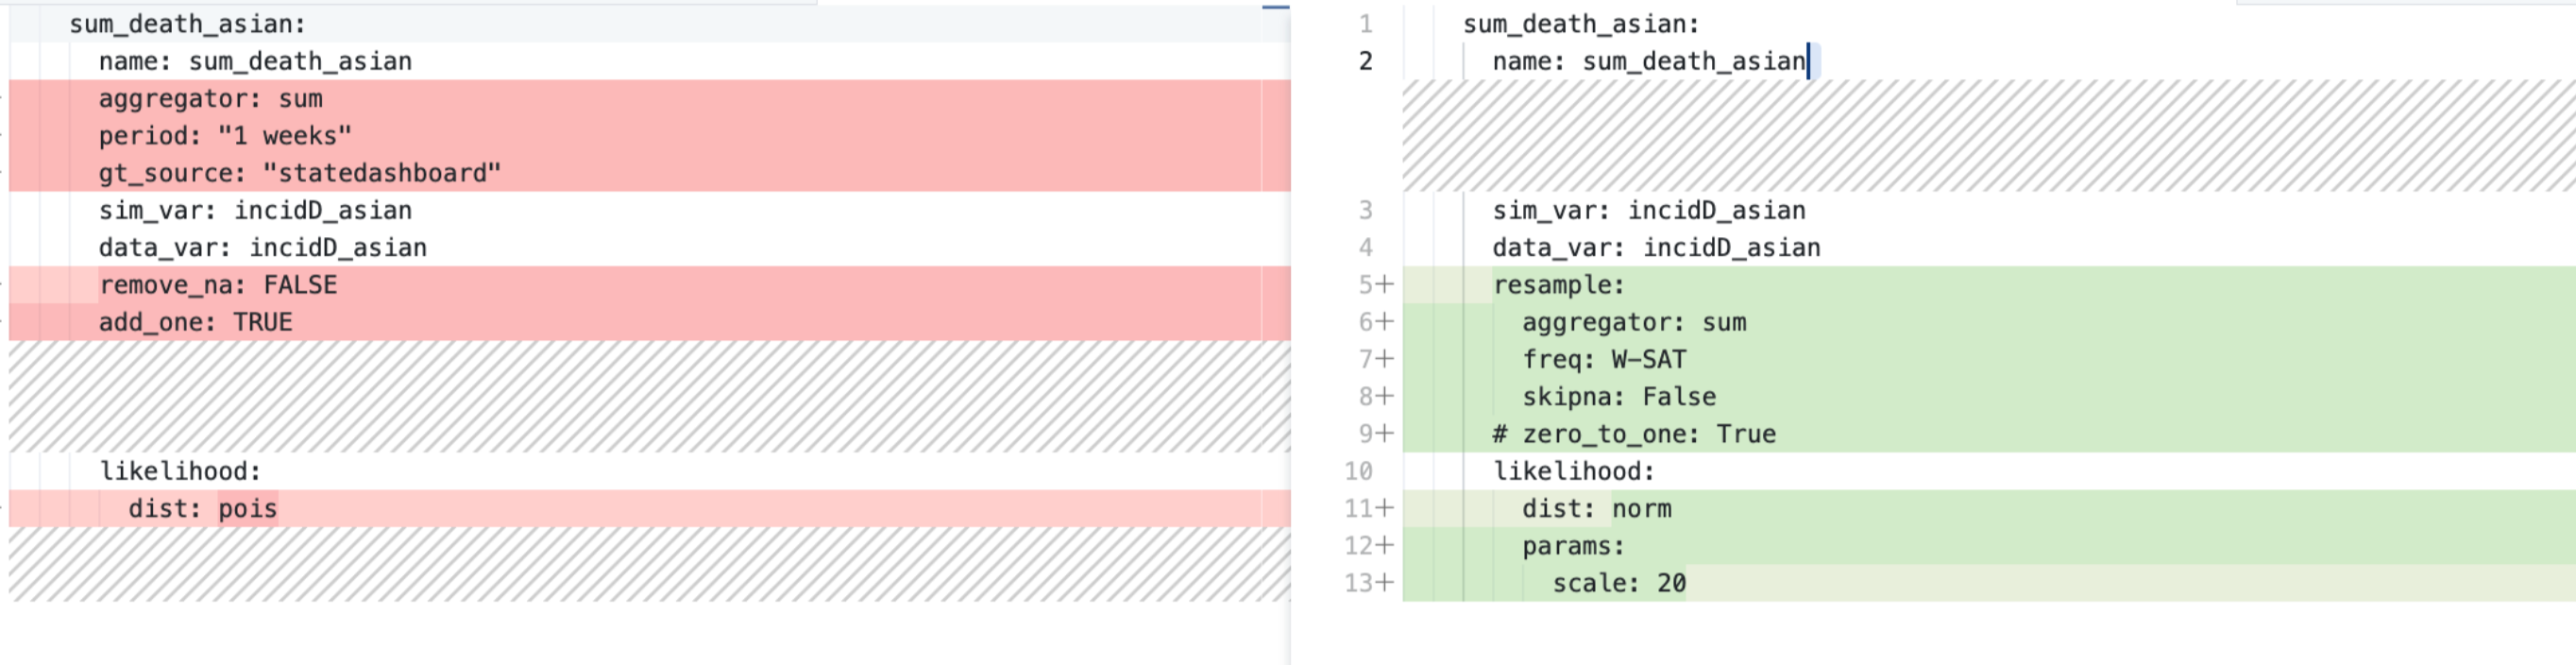 sum_death_asian:
name: sum_death_asian
aggregator: sum
period: "1 weeks"
gt_source: "statedashboard"
sim_var: incidD_asian
data_var: incidD_asian
remove_na: FALSE
add_one: TRUE
likelihood:
dist: pois
1 sum_death_asian:
2 name: sum_death_asian
3 sim_var: incidD_asian
4 data_var: incidD_asian
5+ resample:
6+ aggregator: sum
7+ freq: W-SAT
8+ skipna: False
9+ # zero_to_one: True
10 likelihood:
11+ dist: norm
12+ params:
13+ scale: 20